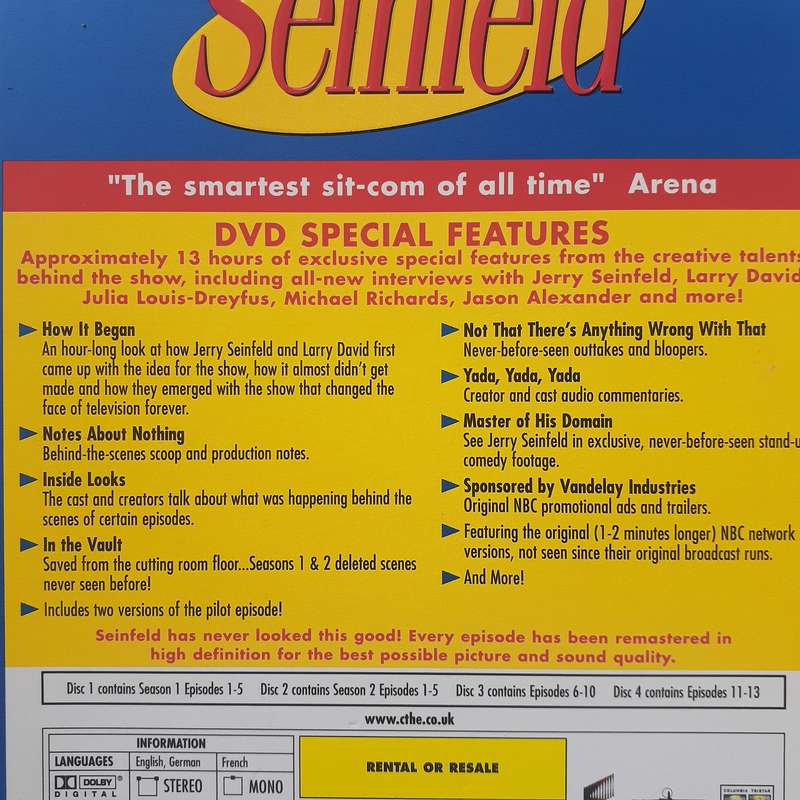 Seinfeld
"The smartest sit-com of all time" Arena
DVD SPECIAL FEATURES
Approximately 13 hours of exclusive special features from the creative talents
behind the show, including all-new interviews with Jerry Seinfeld, Larry David
Julia Louis-Dreyfus, Michael Richards, Jason Alexander and more!
How It Began
An hour-long look at how Jerry Seinfeld and Larry David first
came up with the idea for the show, how it almost didn't get
made and how they emerged with the show that changed the
face of television forever.
Notes About Nothing
Behind-the-scenes scoop and production notes.
Inside Looks
The cast and creators talk about what was happening behind the
scenes of certain episodes.
In the Vault
Saved from the cutting room floor...Seasons 1 & 2 deleted scenes
never seen before!
Includes two versions of the pilot episode!
Not That There's Anything Wrong With That
Never-before-seen outtakes and bloopers.
Yada, Yada, Yada
Creator and cast audio commentaries.
Master of His Domain
See Jerry Seinfeld in exclusive, never-before-seen stand-u
comedy footage.
Sponsored by Vandelay Industries
Original NBC promotional ads and trailers.
Featuring the original (1-2 minutes longer) NBC network
versions, not seen since their original broadcast runs.
And More!
Seinfeld has never looked this good! Every episode has been remastered in
high definition for the best possible picture and sound quality.
Disc 1 contains Season 1 Episodes 1-5 Disc 2 contains Season 2 Episodes 1-5 Disc 3 contains Episodes 6-10 Disc 4 contains Episodes 11-13
www.cthe.co.uk
INFORMATION
LANGUAGES English, German French
DOLBY DIGITAL STEREO MONO
RENTAL OR RESALE
COLUMBIA TRISTAR